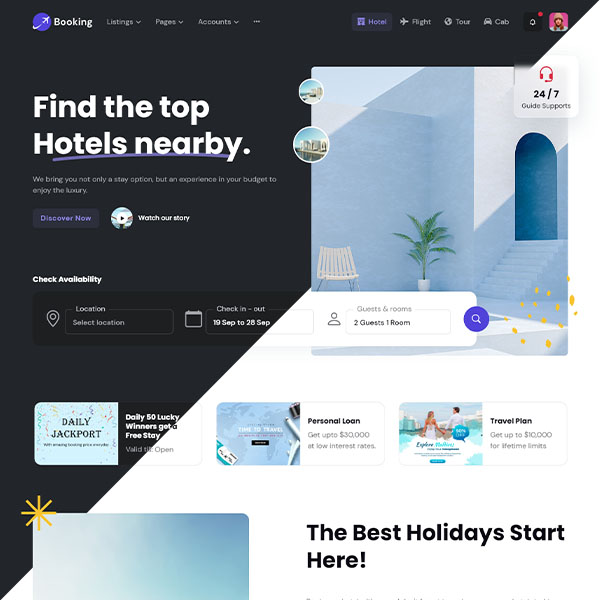 Booking
Listings
Pages
Accounts
Hotel
Flight
Tour
Cab
24 / 7
Guide Supports
Find the top
Hotels nearby.
We bring you not only a stay option, but an experience in your budget to
enjoy the luxury.
Discover Now
Watch our story
Check Availability
Location
Select location
Check in - out
19 Sep to 28 Sep
Guests & rooms
2 Guests 1 Room
DAILY
JACKPORT
With amazing booking price everyday
Daily 50 Lucky
Winners get a
Free Stay
Valid till Open
TIME TO TRAVEL
Personal Loan
Get upto $30,000
at low interest rates.
50%
Travel Plan
Get up to $10,000
for lifetime limits
The Best Holidays Start
Here!